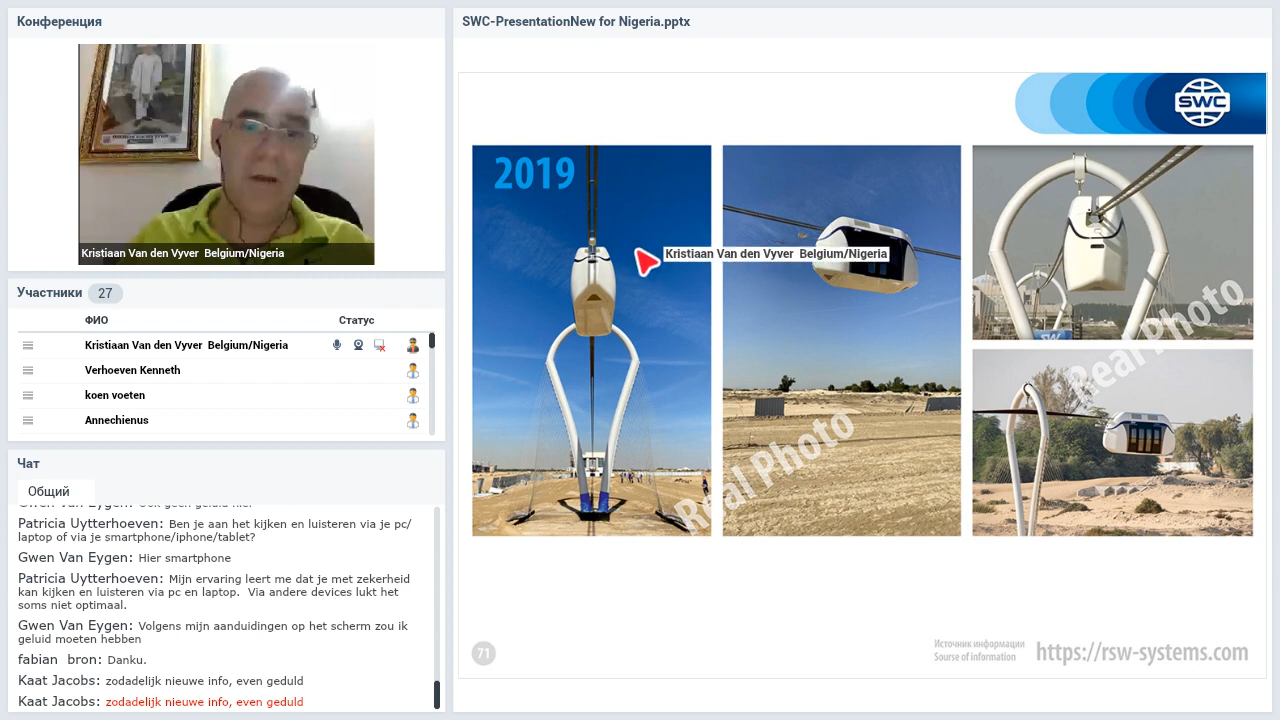 Конференция
Kristiaan Van den Vyver  Belgium/Nigeria
Участники 27
ФИО Статус
Kristiaan Van den Vyver  Belgium/Nigeria
Verhoeven Kenneth
koen voeten
Annechienus
Чат
Общий
Patricia Uytterhoeven: Ben je aan het kijken en luisteren via je pc/
laptop of via je smartphone/iphone/tablet?
Gwen Van Eygen: Hier smartphone
Patricia Uytterhoeven: Mijn ervaring leert me dat je met zekerheid
kan kijken en luisteren via pc en laptop.  Via andere devices lukt het
soms niet optimaal.
Gwen Van Eygen: Volgens mijn aanduidingen op het scherm zou ik
geluid moeten hebben
fabian  bron: Danku.
Kaat Jacobs: zodadelijk nieuwe info, even geduld
Kaat Jacobs: zodadelijk nieuwe info, even geduld
SWC-PresentationNew for Nigeria.pptx
SWC
2019
Kristiaan Van den Vyver  Belgium/Nigeria
Real Photo
Real Photo
71
Источник информации
Sourse of information
https://rsw-systems.com